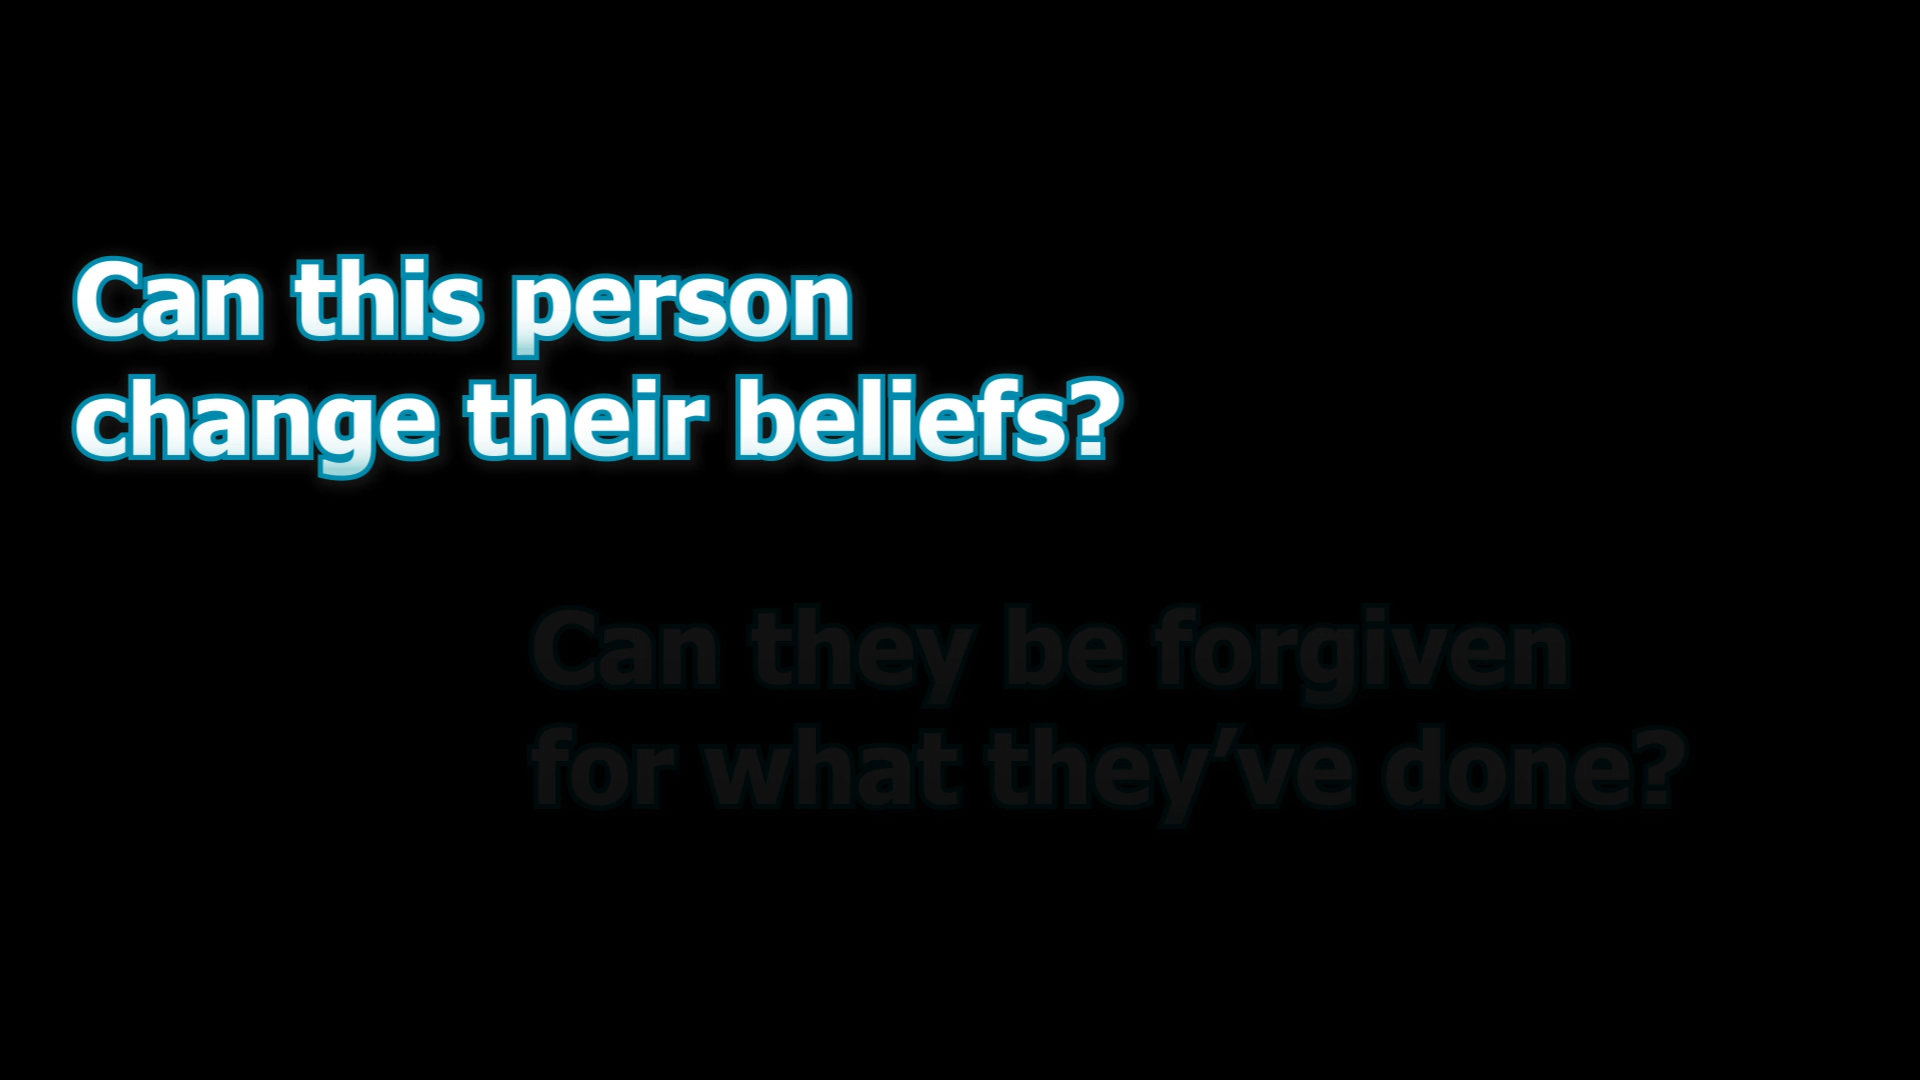 Can this person
change their beliefs?
Can they be forgiven
for what they’ve done?